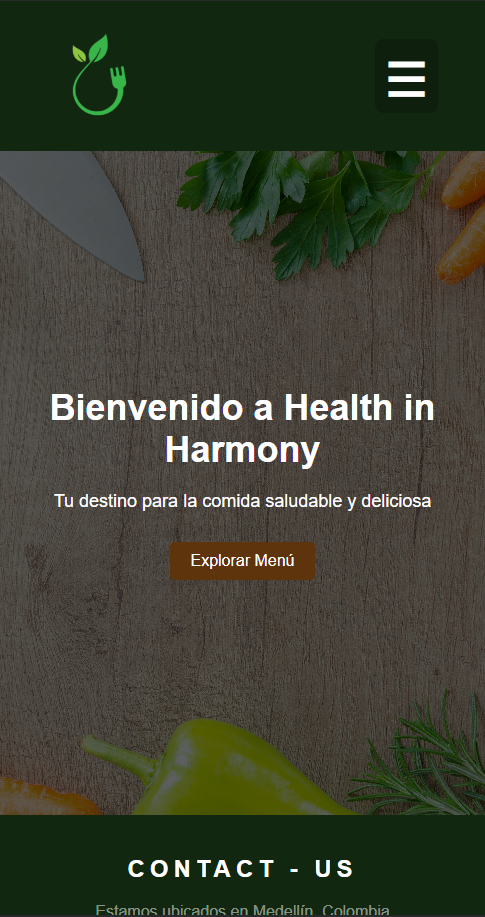 Bienvenido a Health in
Harmony
Tu destino para la comida saludable y deliciosa
Explorar Menú
CONTACT - US
Estamos ubicados en Medellín, Colombia